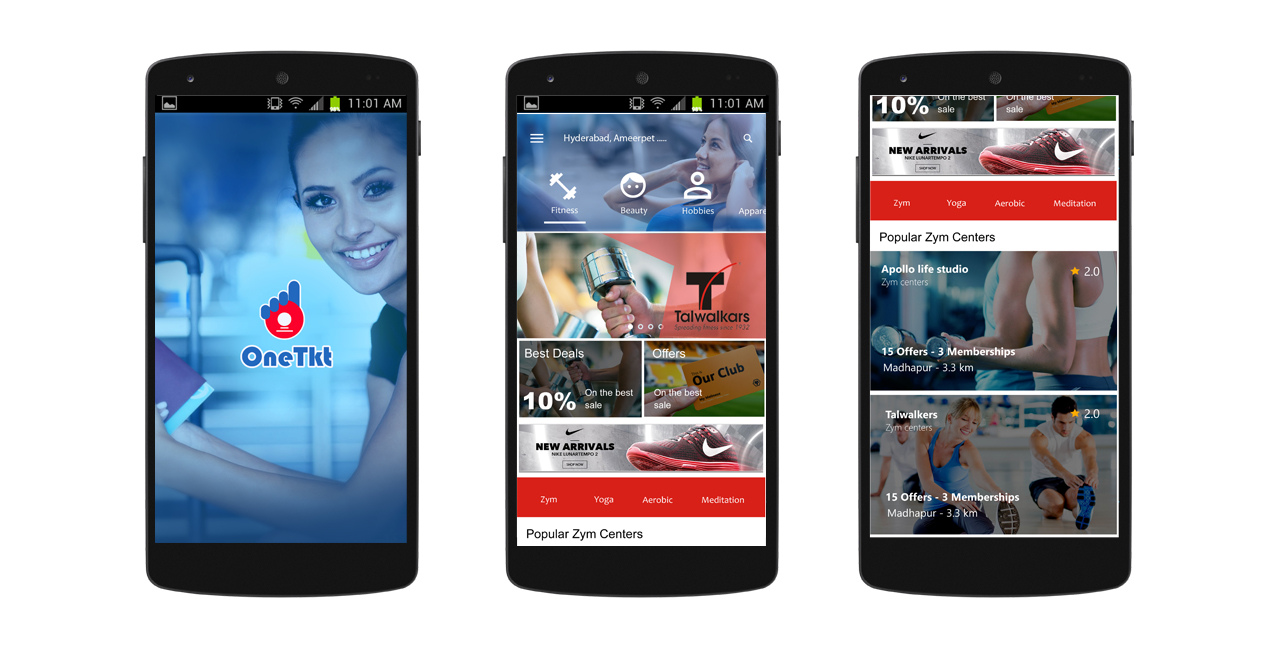 11:01 AM
OneTkt
11:01 AM
Hyderabad, Ameerpet .....
Fitness
Beauty
Hobbies
Appare
Talwalkars
Spreading fitness since 1932
Best Deals
10%
On the best
sale
Offers
Our Club
On the best
sale
NEW ARRIVALS
NIKE LUNARTEMPO 2
SHOP NOW
Zym
Yoga
Aerobic
Meditation
Popular Zym Centers
10%
On the best
sale
On the best
sale
NEW ARRIVALS
NIKE LUNARTEMPO 2
SHOP NOW
Zym
Yoga
Aerobic
Meditation
Popular Zym Centers
Apollo life studio
2.0
Zym centers
15 Offers - 3 Memberships
Madhapur - 3.3 km
Talwalkers
2.0
Zym centers
15 Offers - 3 Memberships
Madhapur - 3.3 km